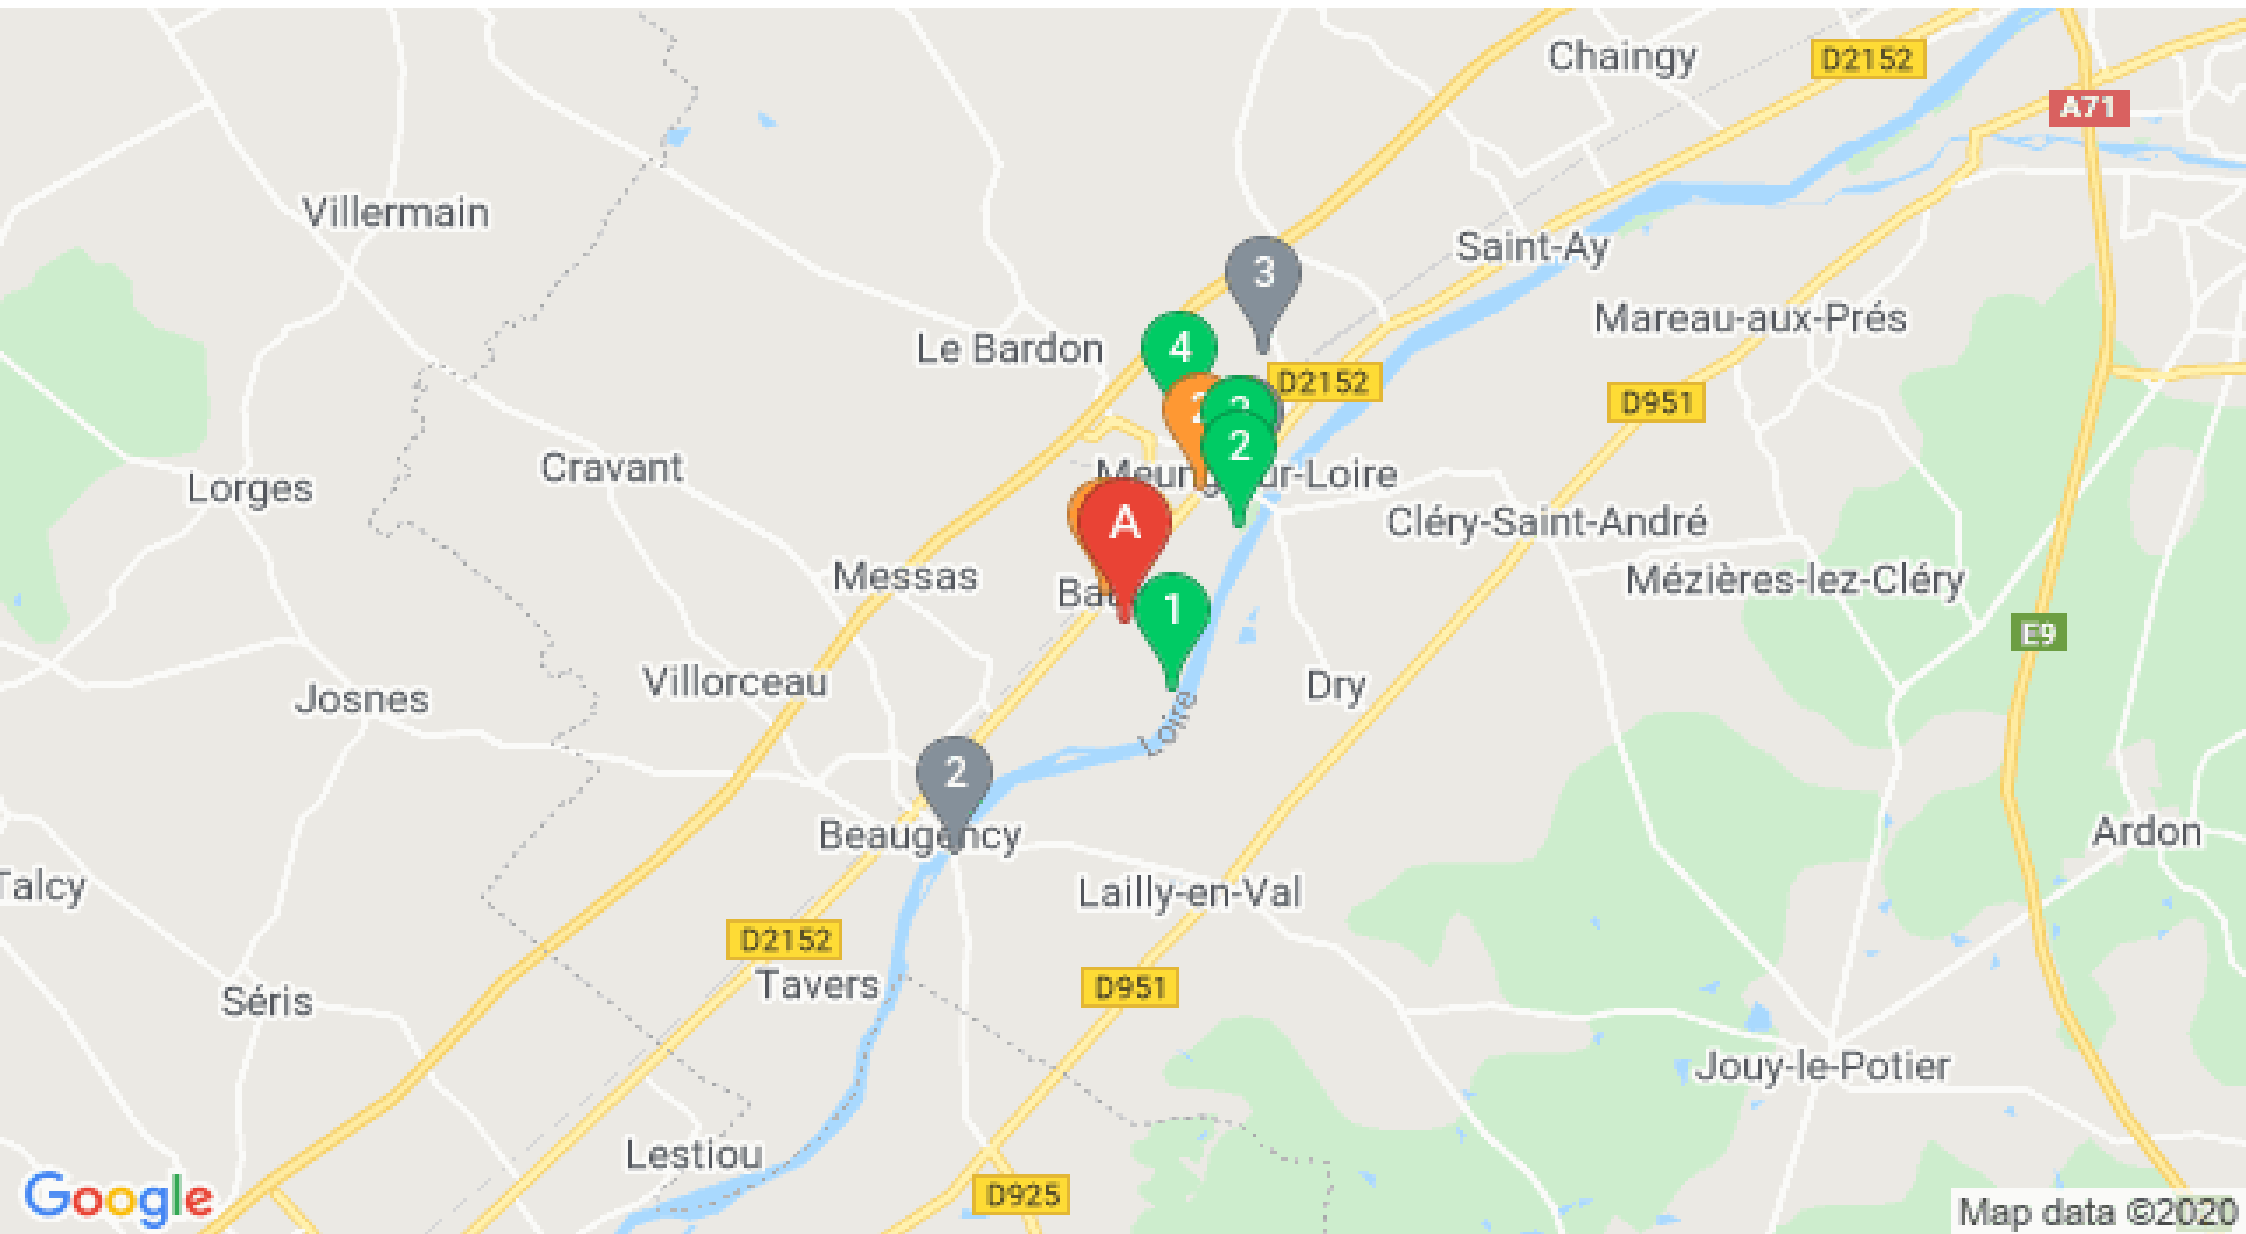 Chaingy
D2152
A71
Villermain
Saint-Ay
3
Mareau-aux-Prés
Le Bardon
4
D2152
D951
2
Cravant
Lorges
Cléry-Saint-André
A
Messas
Mézières-lez-Cléry
1
E9
Villorceau
Dry
Josnes
Loire
2
Beaugency
Ardon
Talcy
Lailly-en-Val
D2152
Tavers
D951
Séris
Jouy-le-Potier
Lestiou
D925
Google
Map data ©2020